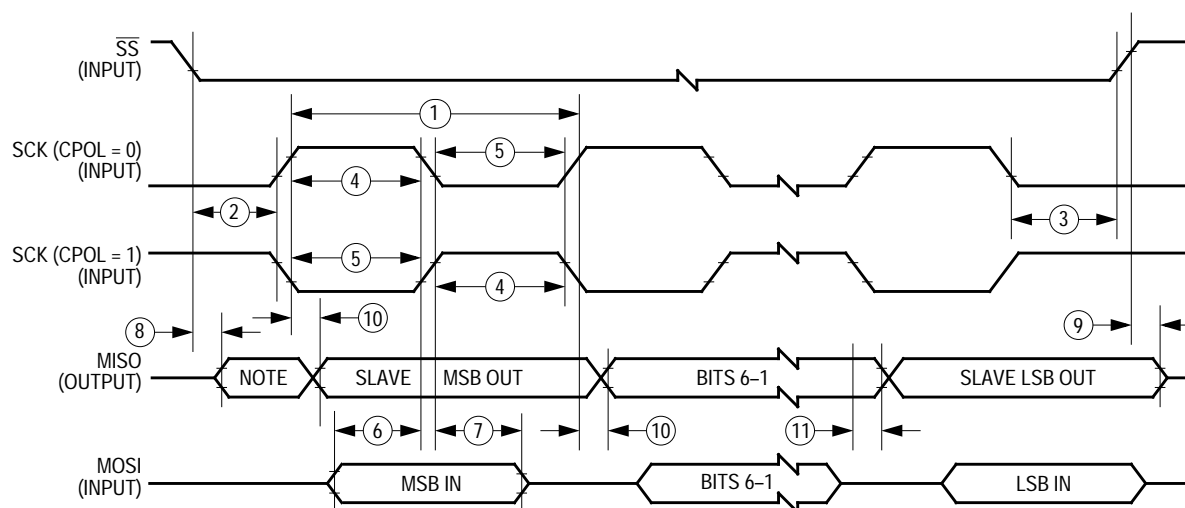 SS
(INPUT)
1
SCK (CPOL = 0)
(INPUT)
5
4
2
3
SCK (CPOL = 1)
(INPUT)
5
4
8
10
9
MISO
(OUTPUT)
NOTE
SLAVE
MSB OUT
BITS 6–1
SLAVE LSB OUT
6
7
10
11
MOSI
(INPUT)
MSB IN
BITS 6–1
LSB IN